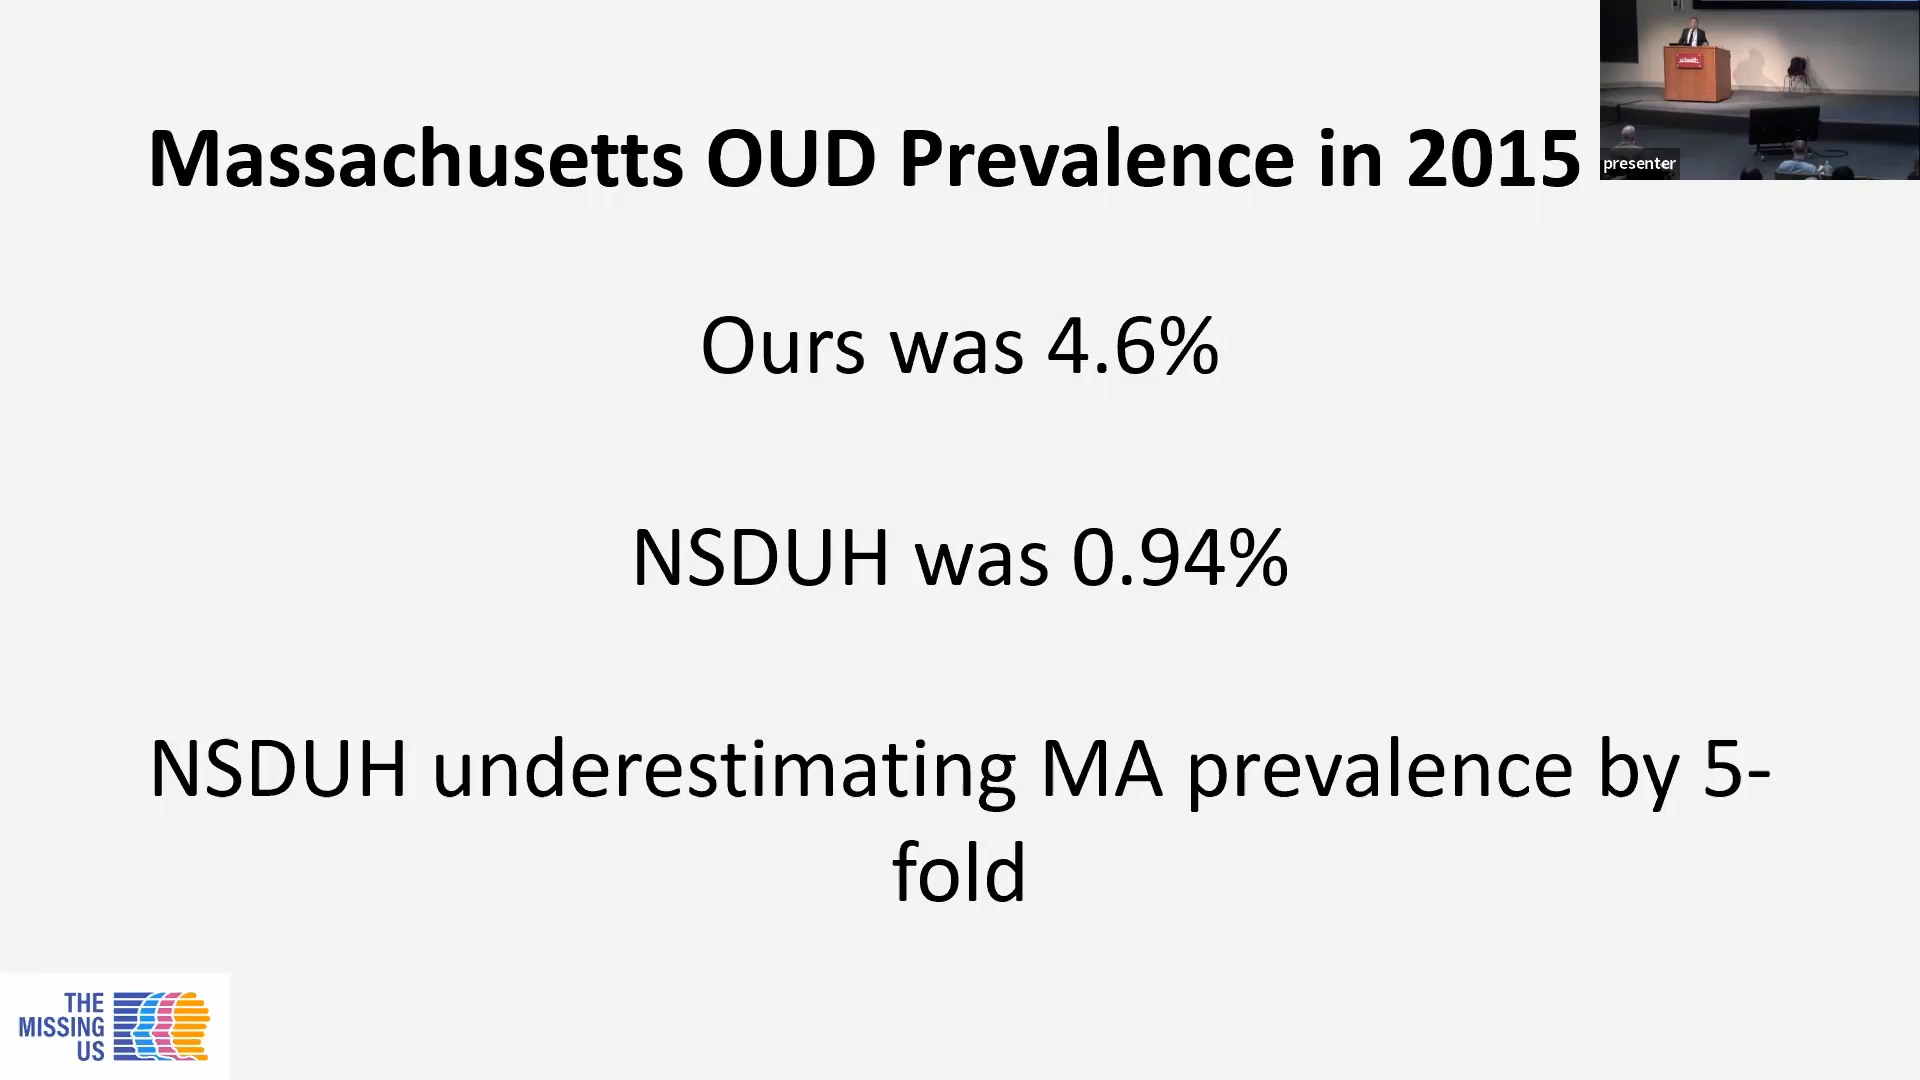 Massachusetts OUD Prevalence in 2015
Ours was 4.6%
NSDUH was 0.94%
NSDUH underestimating MA prevalence by 5-
fold
presenter
THE
MISSING
US